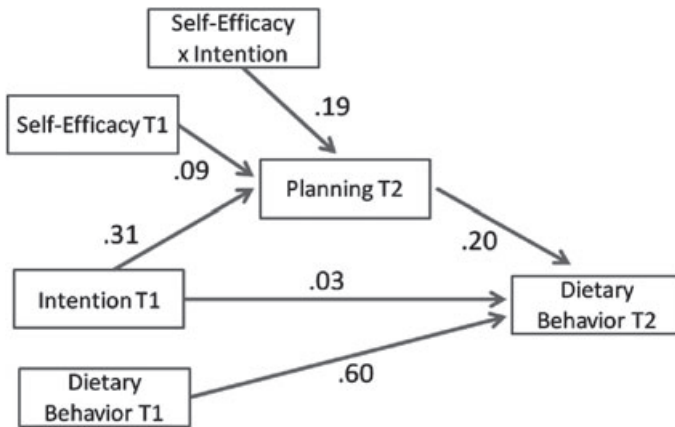 Self-Efficacy
x Intention
.19
Self-Efficacy T1
.09
Planning T2
.31
.20
Intention T1
.03
Dietary
Behavior T2
.60
Dietary
Behavior T1